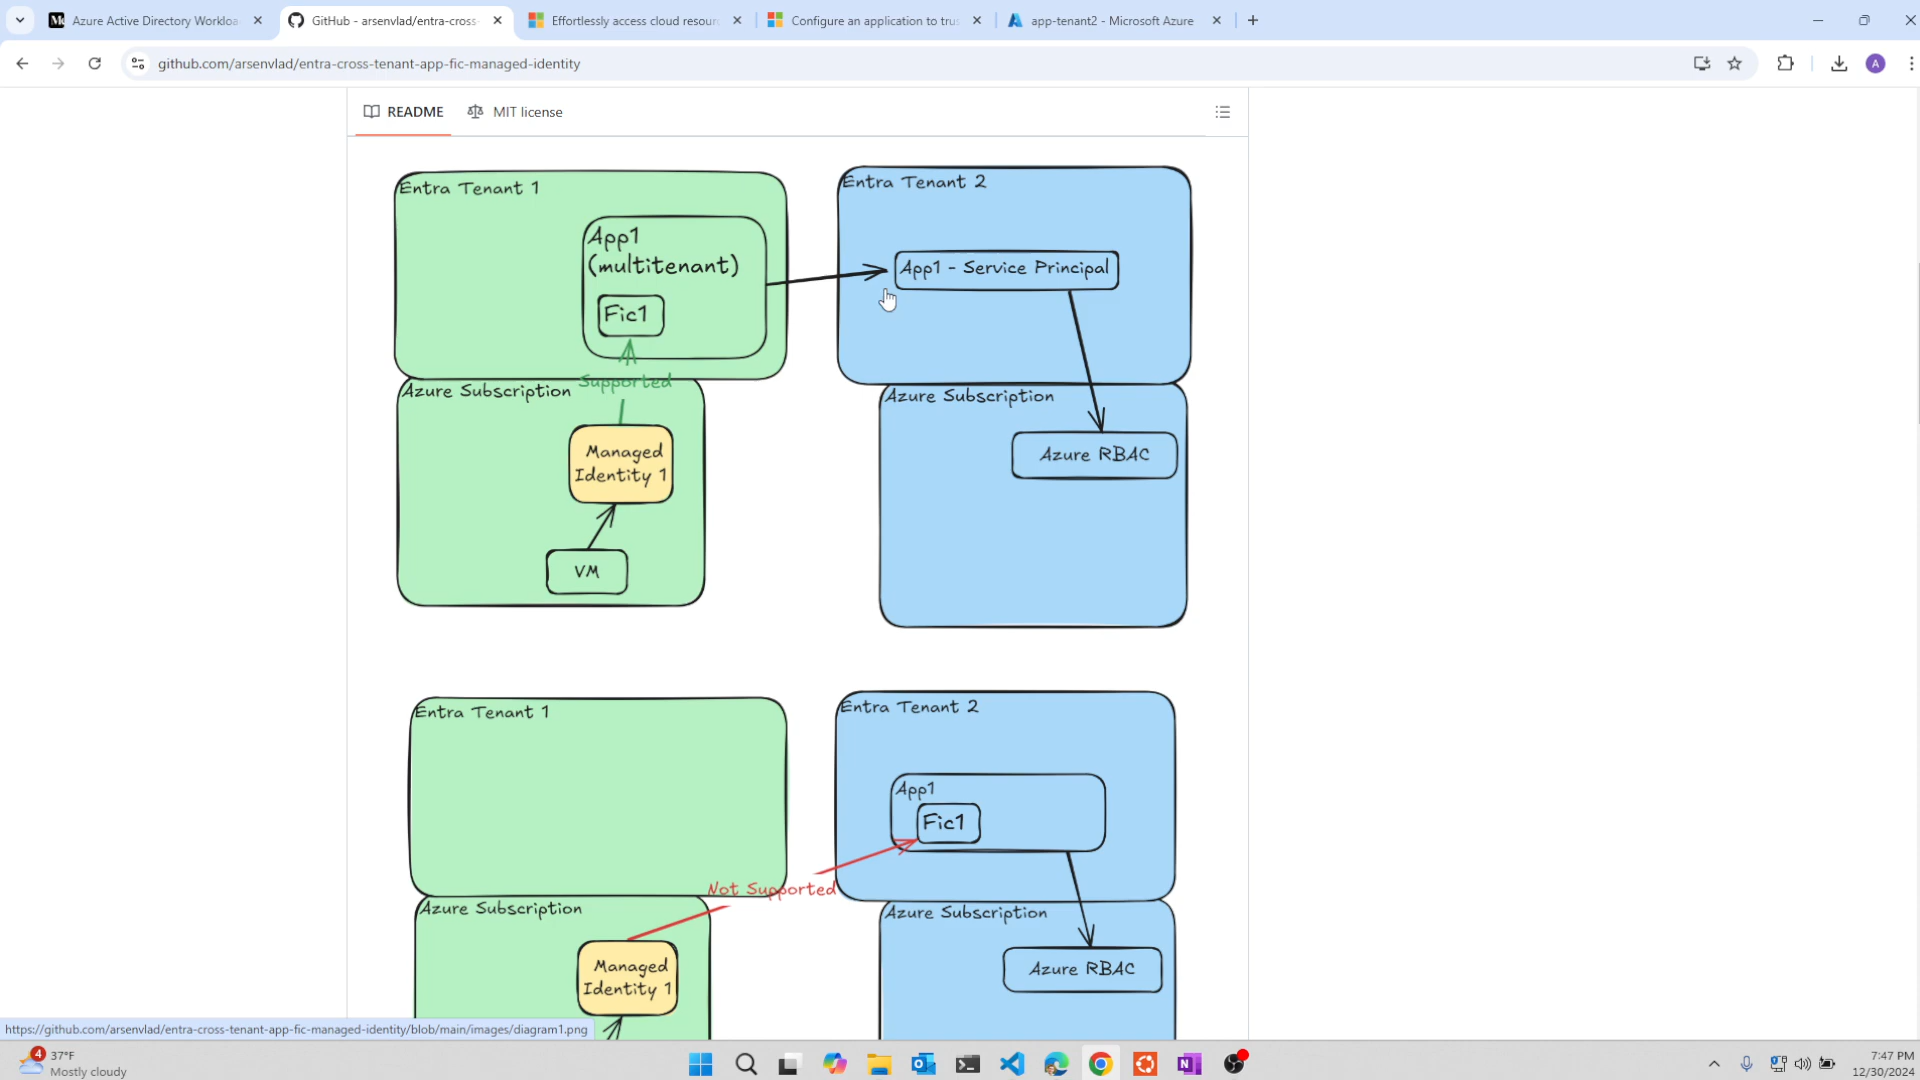 Azure Active Directory Workloa
GitHub - arsenvlad/entra-cross-
Effortlessly access cloud resour
Configure an application to trus
app-tenant2 - Microsoft Azure
github.com/arsenvlad/entra-cross-tenant-app-fic-managed-identity
A
README
MIT license
Entra Tenant 1
App1
(multitenant)
Fic1
Supported
Azure Subscription
Managed
Identity 1
VM
Entra Tenant 2
App1 - Service Principal
Azure Subscription
Azure RBAC
Entra Tenant 1
Azure Subscription
Managed
Identity 1
Not Supported
Entra Tenant 2
App1
Fic1
Azure Subscription
Azure RBAC
https://github.com/arsenvlad/entra-cross-tenant-app-fic-managed-identity/blob/main/images/diagram1.png
4
37°F
Mostly cloudy
7:47 PM
12/30/2024